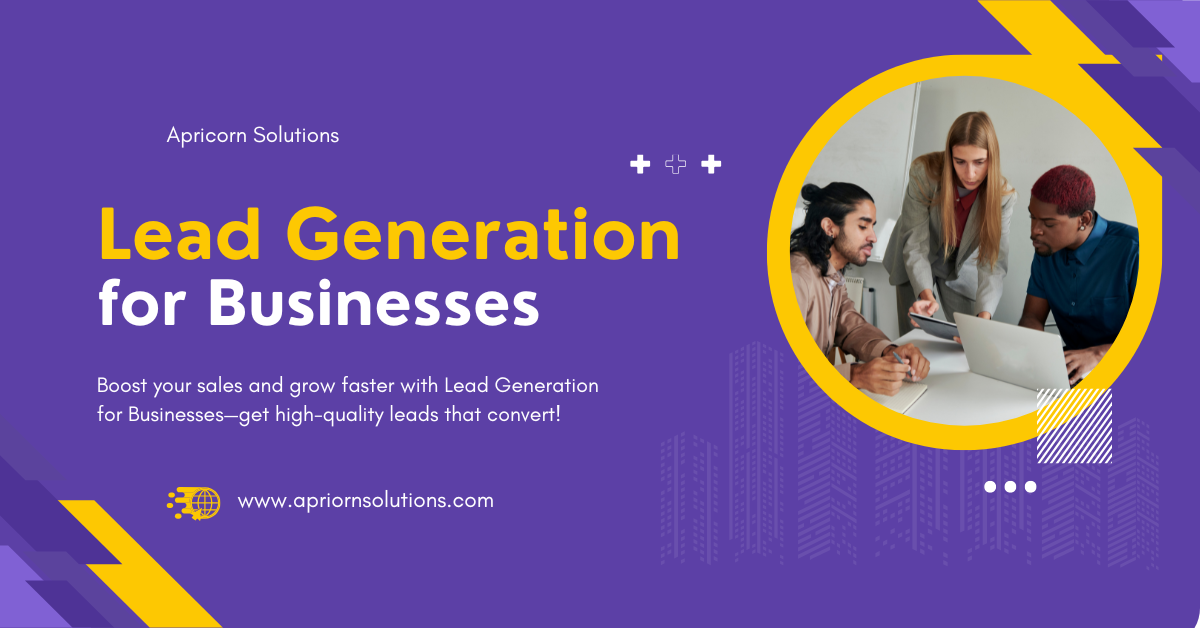 Apricorn Solutions
Lead Generation
for Businesses
Boost your sales and grow faster with Lead Generation
for Businesses—get high-quality leads that convert!
www.apriornsolutions.com